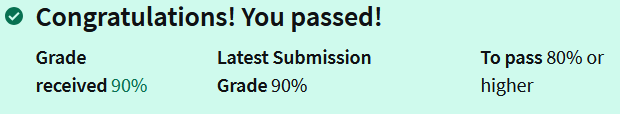 Congratulations! You passed!
Grade received 90%
Latest Submission Grade 90%
To pass 80% or higher